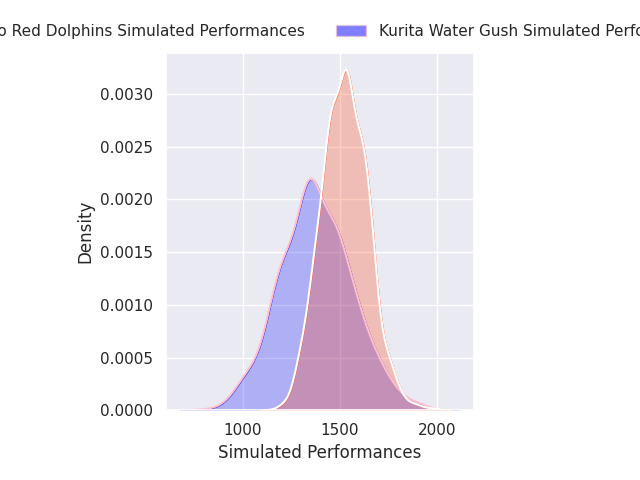 Red Dolphins Simulated Performances
Kurita Water Gush Simulated
0.0030
0.0025
0.0020
0.0015
0.0010
0.0005
0.0000
Density
1000 1500 2000
Simulated Performances